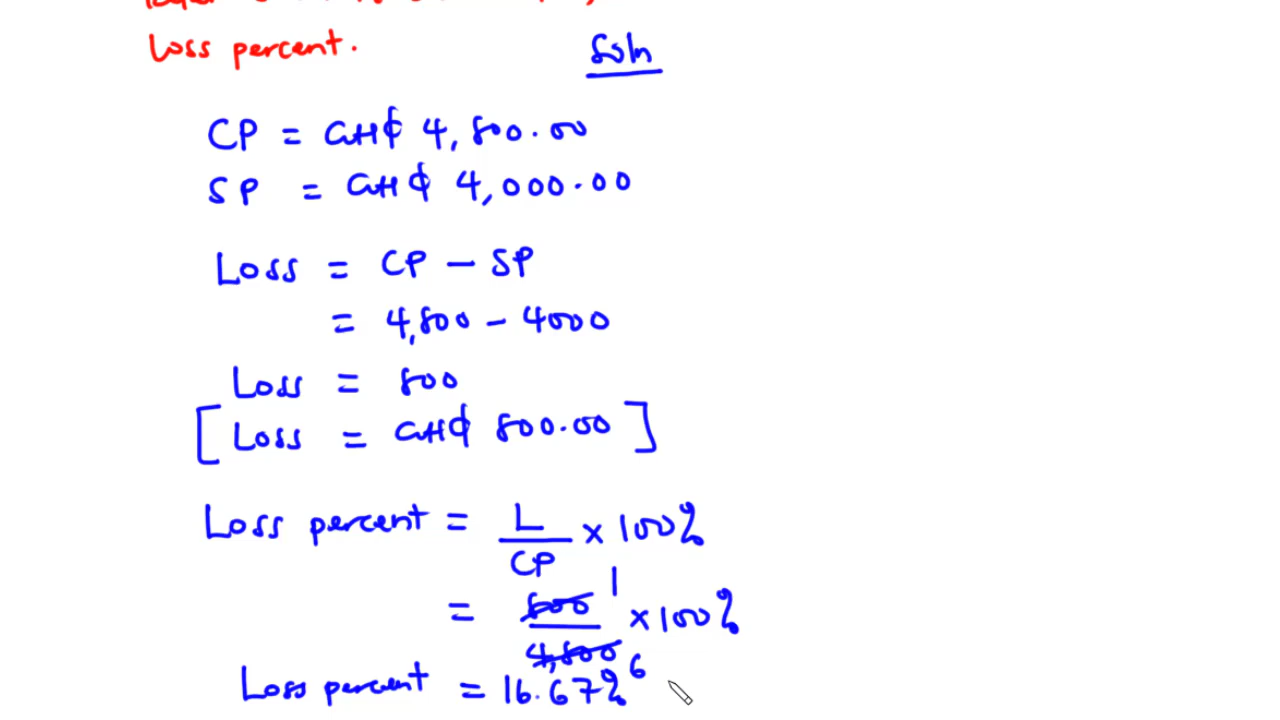 Loss percent.
Soln
CP = GH₵ 4,800.00
SP = GH₵ 4,000.00
Loss = CP − SP
= 4,800 − 4000
Loss = 800
[Loss = GH₵ 800.00]
Loss percent = L/CP × 100%
= 800/4,800 × 100%
1
6
Loss percent = 16.67%